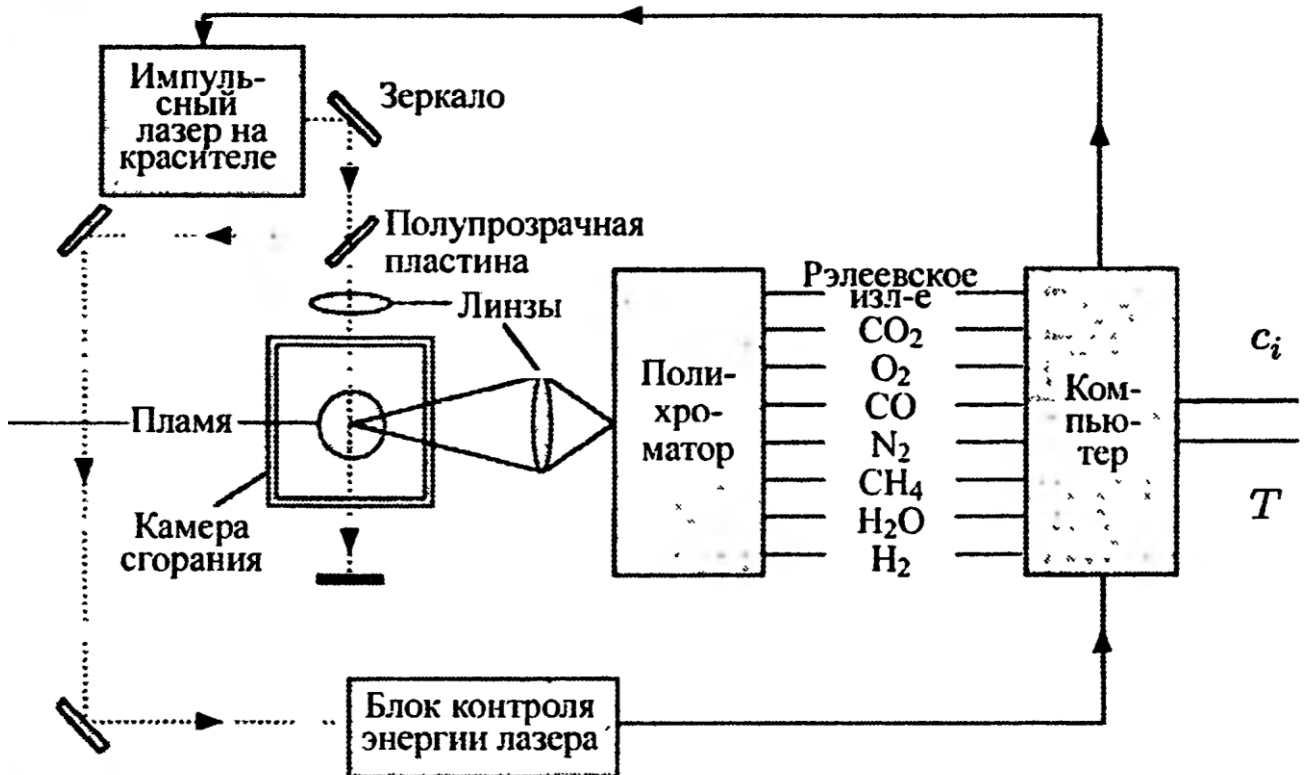 Импуль-
сный
лазер на
красителе
Зеркало
Полупрозрачная
пластина
Линзы
Пламя
Камера
сгорания
Поли-
хро-
матор
Рэлеевское
изл-е
CO₂
O₂
CO
N₂
CH₄
H₂O
H₂
Ком-
пью-
тер
cᵢ
T
Блок контроля
энергии лазера